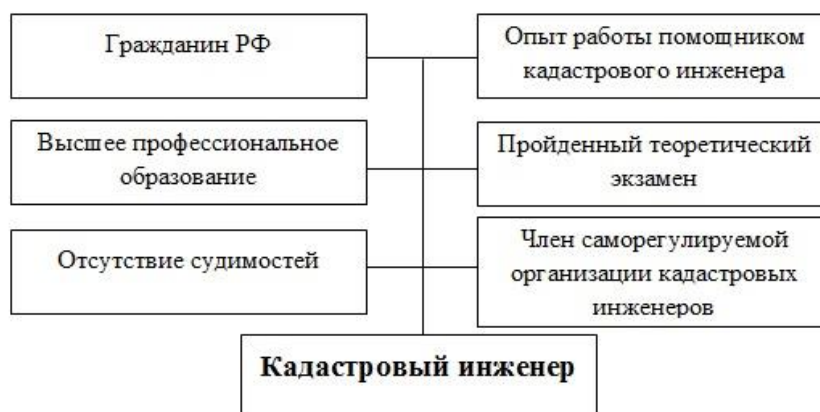 Гражданин РФ
Опыт работы помощником
кадастрового инженера
Высшее профессиональное
образование
Пройденный теоретический
экзамен
Отсутствие судимостей
Член саморегулируемой
организации кадастровых
инженеров
Кадастровый инженер